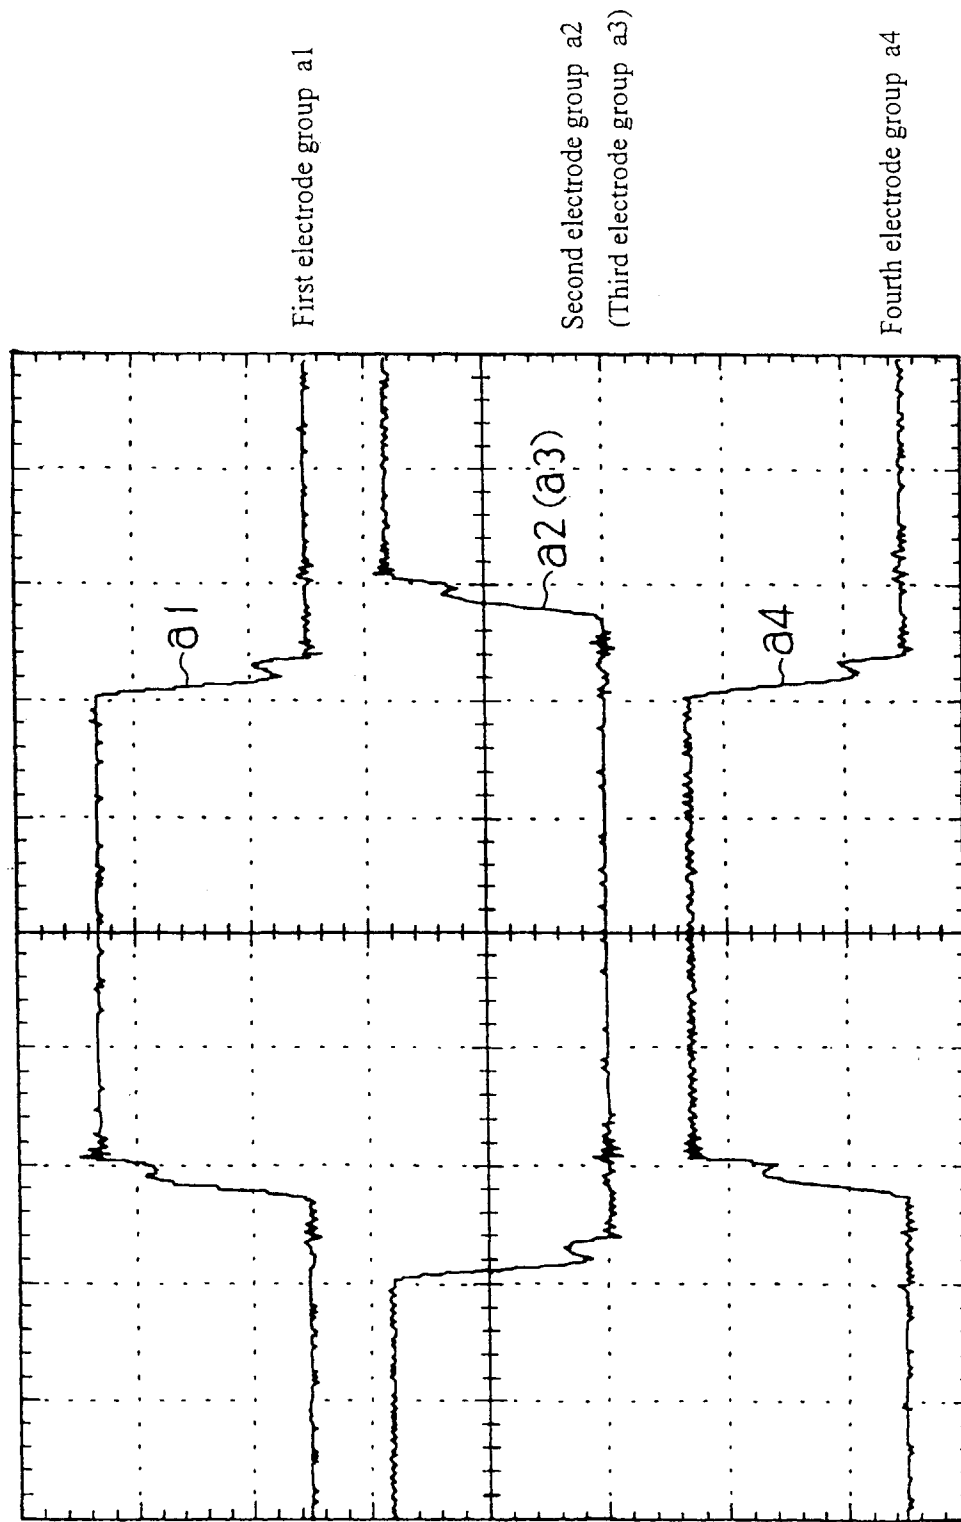 First electrode group a1
Second electrode group a2
(Third electrode group a3)
Fourth electrode group a4
a1
a2 (a3)
a4